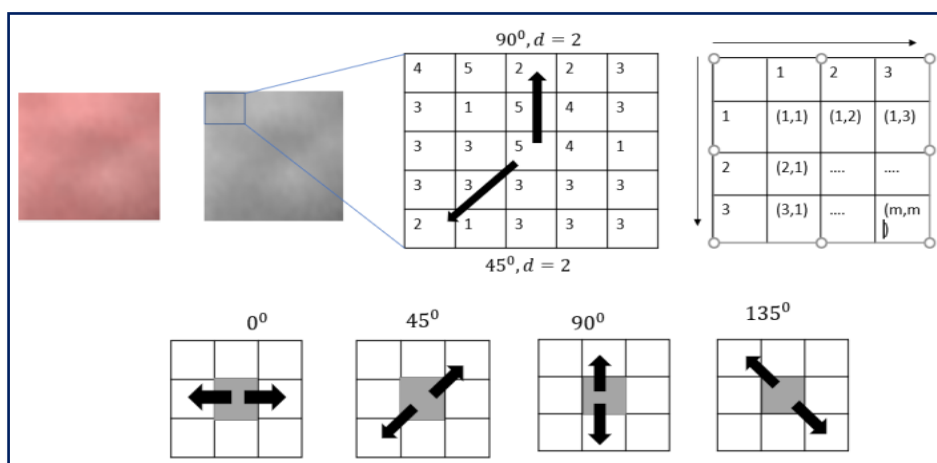 90⁰, d = 2
4 5 2 2 3
3 1 5 4 3
3 3 5 4 1
3 3 3 3 3
2 1 3 3 3
45⁰, d = 2
1 2 3
1 (1,1) (1,2) (1,3)
2 (2,1) .... ....
3 (3,1) .... (m,m
)
0⁰ 45⁰ 90⁰ 135⁰